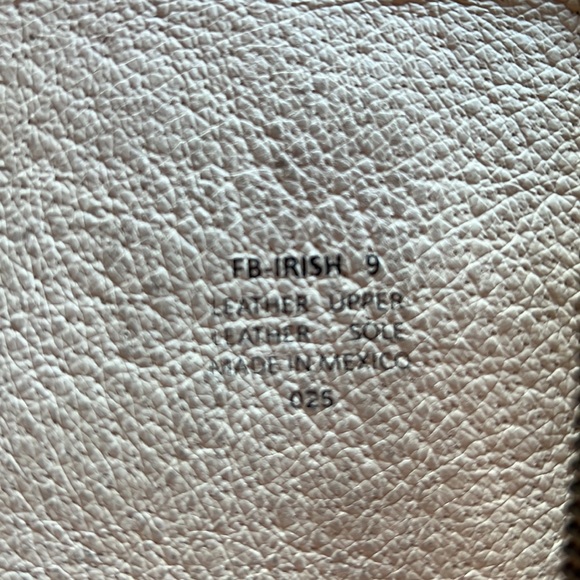 FB-IRISH 9
LEATHER UPPER
LEATHER SOLE
MADE IN MEXICO
025